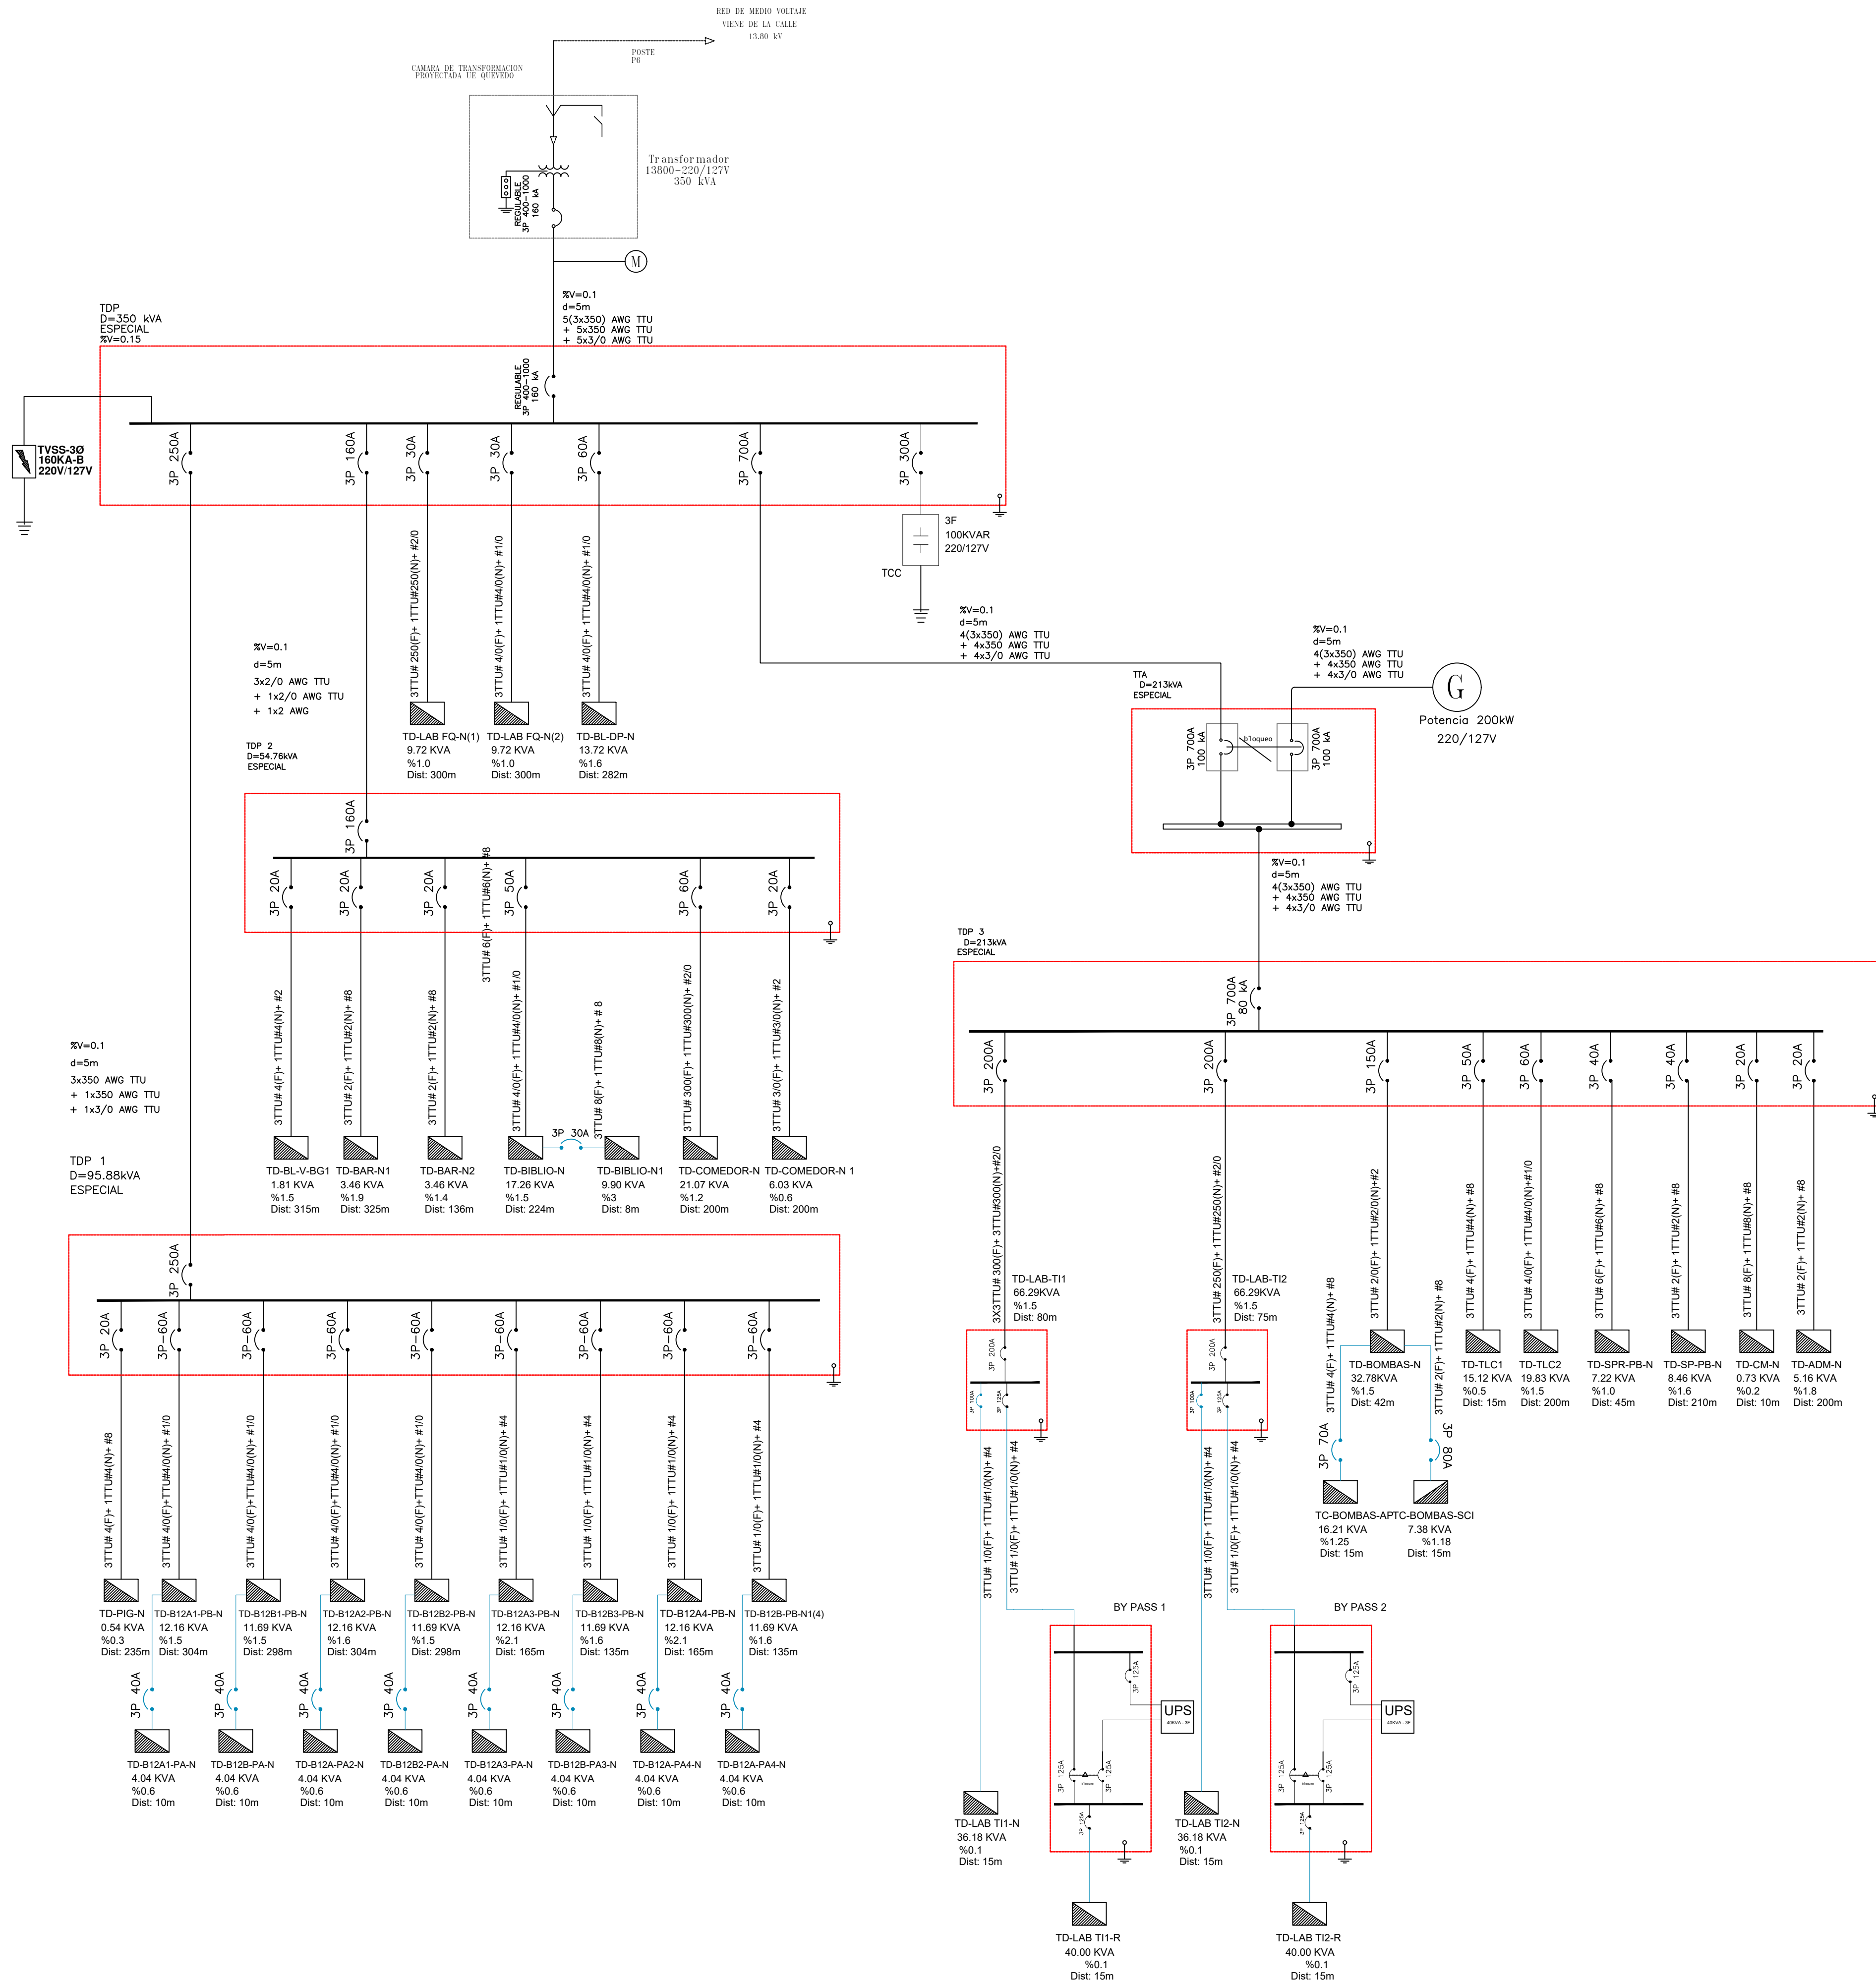 RED DE MEDIO VOLTAJE
VIENE DE LA CALLE
13.80 kV
POSTE
P6
CAMARA DE TRANSFORMACION
PROYECTADA UE QUEVEDO
Transformador
13800-220/127V
350 kVA
REGULABLE
3P 400-1000
160 kA
M
%V=0.1
d=5m
5(3x350) AWG TTU
+ 5x350 AWG TTU
+ 5x3/0 AWG TTU
TDP
D=350 kVA
ESPECIAL
%V=0.15
REGULABLE
3P 400-1000
160 kA
TVSS-3Ø
160KA-B
220V/127V
3P 250A
3P 160A
3P 30A
3P 30A
3P 60A
3P 700A
3P 300A
3F
100KVAR
220/127V
TCC
3TTU# 250(F)+ 1TTU#250(N)+ #2/0
3TTU# 4/0(F)+ 1TTU#4/0(N)+ #1/0
3TTU# 4/0(F)+ 1TTU#4/0(N)+ #1/0
TD-LAB FQ-N(1)
9.72 KVA
%1.0
Dist: 300m
TD-LAB FQ-N(2)
9.72 KVA
%1.0
Dist: 300m
TD-BL-DP-N
13.72 KVA
%1.6
Dist: 282m
%V=0.1
d=5m
3x2/0 AWG TTU
+ 1x2/0 AWG TTU
+ 1x2 AWG
TDP 2
D=54.76kVA
ESPECIAL
%V=0.1
d=5m
4(3x350) AWG TTU
+ 4x350 AWG TTU
+ 4x3/0 AWG TTU
%V=0.1
d=5m
4(3x350) AWG TTU
+ 4x350 AWG TTU
+ 4x3/0 AWG TTU
G
Potencia 200kW
220/127V
TTA
D=213kVA
ESPECIAL
3P 700A
100 kA
bloqueo
3P 700A
100 kA
%V=0.1
d=5m
4(3x350) AWG TTU
+ 4x350 AWG TTU
+ 4x3/0 AWG TTU
3P 160A
3P 20A
3P 20A
3P 20A
3P 50A
3P 60A
3P 20A
3TTU# 6(F)+ 1TTU#6(N)+ #8
3TTU# 4(F)+ 1TTU#4(N)+ #2
3TTU# 2(F)+ 1TTU#2(N)+ #8
3TTU# 2(F)+ 1TTU#2(N)+ #8
3TTU# 4/0(F)+ 1TTU#4/0(N)+ #1/0
3TTU# 8(F)+ 1TTU#8(N)+ # 8
3TTU# 300(F)+ 1TTU#300(N)+ #2/0
3TTU# 3/0(F)+ 1TTU#3/0(N)+ #2
3P 30A
TD-BL-V-BG1
1.81 KVA
%1.5
Dist: 315m
TD-BAR-N1
3.46 KVA
%1.9
Dist: 325m
TD-BAR-N2
3.46 KVA
%1.4
Dist: 136m
TD-BIBLIO-N
17.26 KVA
%1.5
Dist: 224m
TD-BIBLIO-N1
9.90 KVA
%3
Dist: 8m
TD-COMEDOR-N
21.07 KVA
%1.2
Dist: 200m
TD-COMEDOR-N 1
6.03 KVA
%0.6
Dist: 200m
%V=0.1
d=5m
3x350 AWG TTU
+ 1x350 AWG TTU
+ 1x3/0 AWG TTU
TDP 1
D=95.88kVA
ESPECIAL
3P 250A
3P 20A
3P-60A
3P-60A
3P-60A
3P-60A
3P-60A
3P-60A
3P-60A
3P-60A
3TTU# 4(F)+ 1TTU#4(N)+ #8
3TTU# 4/0(F)+TTU#4/0(N)+ #1/0
3TTU# 4/0(F)+TTU#4/0(N)+ #1/0
3TTU# 4/0(F)+TTU#4/0(N)+ #1/0
3TTU# 4/0(F)+TTU#4/0(N)+ #1/0
3TTU# 1/0(F)+ 1TTU#1/0(N)+ #4
3TTU# 1/0(F)+ 1TTU#1/0(N)+ #4
3TTU# 1/0(F)+ 1TTU#1/0(N)+ #4
3TTU# 1/0(F)+ 1TTU#1/0(N)+ #4
TD-PIG-N
0.54 KVA
%0.3
Dist: 235m
TD-B12A1-PB-N
12.16 KVA
%1.5
Dist: 304m
TD-B12B1-PB-N
11.69 KVA
%1.5
Dist: 298m
TD-B12A2-PB-N
12.16 KVA
%1.6
Dist: 304m
TD-B12B2-PB-N
11.69 KVA
%1.5
Dist: 298m
TD-B12A3-PB-N
12.16 KVA
%2.1
Dist: 165m
TD-B12B3-PB-N
11.69 KVA
%1.6
Dist: 135m
TD-B12A4-PB-N
12.16 KVA
%2.1
Dist: 165m
TD-B12B-PB-N1(4)
11.69 KVA
%1.6
Dist: 135m
3P 40A
3P 40A
3P 40A
3P 40A
3P 40A
3P 40A
3P 40A
3P 40A
TD-B12A1-PA-N
4.04 KVA
%0.6
Dist: 10m
TD-B12B-PA-N
4.04 KVA
%0.6
Dist: 10m
TD-B12A-PA2-N
4.04 KVA
%0.6
Dist: 10m
TD-B12B2-PA-N
4.04 KVA
%0.6
Dist: 10m
TD-B12A3-PA-N
4.04 KVA
%0.6
Dist: 10m
TD-B12B-PA3-N
4.04 KVA
%0.6
Dist: 10m
TD-B12A-PA4-N
4.04 KVA
%0.6
Dist: 10m
TD-B12A-PA4-N
4.04 KVA
%0.6
Dist: 10m
TDP 3
D=213kVA
ESPECIAL
3P 700A
80 kA
3P 200A
3P 200A
3P 150A
3P 50A
3P 60A
3P 40A
3P 40A
3P 20A
3P 20A
3X3TTU# 300(F)+ 3TTU#300(N)+#2/0
3TTU# 250(F)+ 1TTU#250(N)+ #2/0
3TTU# 2/0(F)+ 1TTU#2/0(N)+#2
3TTU# 4(F)+ 1TTU#4(N)+ #8
3TTU# 4/0(F)+ 1TTU#4/0(N)+#1/0
3TTU# 6(F)+ 1TTU#6(N)+ #8
3TTU# 2(F)+ 1TTU#2(N)+ #8
3TTU# 8(F)+ 1TTU#8(N)+ #8
3TTU# 2(F)+ 1TTU#2(N)+ #8
TD-LAB-TI1
66.29KVA
%1.5
Dist: 80m
TD-LAB-TI2
66.29KVA
%1.5
Dist: 75m
3P 200A
3P 100A
3P 125A
3P 200A
3P 100A
3P 125A
TD-BOMBAS-N
32.78KVA
%1.5
Dist: 42m
TD-TLC1
15.12 KVA
%0.5
Dist: 15m
TD-TLC2
19.83 KVA
%1.5
Dist: 200m
TD-SPR-PB-N
7.22 KVA
%1.0
Dist: 45m
TD-SP-PB-N
8.46 KVA
%1.6
Dist: 210m
TD-CM-N
0.73 KVA
%0.2
Dist: 10m
TD-ADM-N
5.16 KVA
%1.8
Dist: 200m
3TTU# 4(F)+ 1TTU#4(N)+ #8
3TTU# 2(F)+ 1TTU#2(N)+ #8
3P 70A
3P 80A
TC-BOMBAS-AP
16.21 KVA
%1.25
Dist: 15m
TC-BOMBAS-SCI
7.38 KVA
%1.18
Dist: 15m
3TTU# 1/0(F)+ 1TTU#1/0(N)+ #4
3TTU# 1/0(F)+ 1TTU#1/0(N)+ #4
3TTU# 1/0(F)+ 1TTU#1/0(N)+ #4
3TTU# 1/0(F)+ 1TTU#1/0(N)+ #4
BY PASS 1
3P 125A
UPS
40KVA - 3F
3P 125A
3P 125A
3P 125A
BY PASS 2
3P 125A
UPS
40KVA - 3F
3P 125A
3P 125A
3P 125A
TD-LAB TI1-N
36.18 KVA
%0.1
Dist: 15m
TD-LAB TI2-N
36.18 KVA
%0.1
Dist: 15m
TD-LAB TI1-R
40.00 KVA
%0.1
Dist: 15m
TD-LAB TI2-R
40.00 KVA
%0.1
Dist: 15m